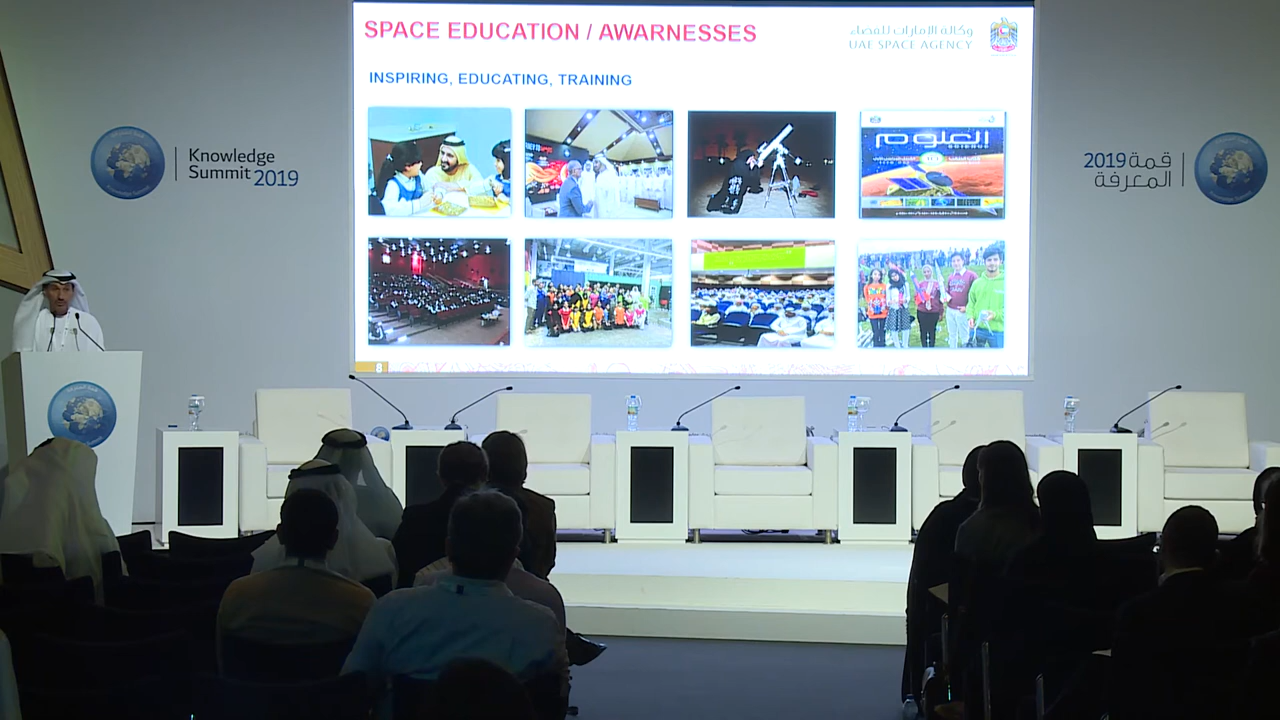 SPACE EDUCATION / AWARNESSES
وكالة الإمارات للفضاء
UAE SPACE AGENCY
INSPIRING, EDUCATING, TRAINING
Knowledge
Summit 2019
العلوم
SCIENCE
قمة 2019
المعرفة
8